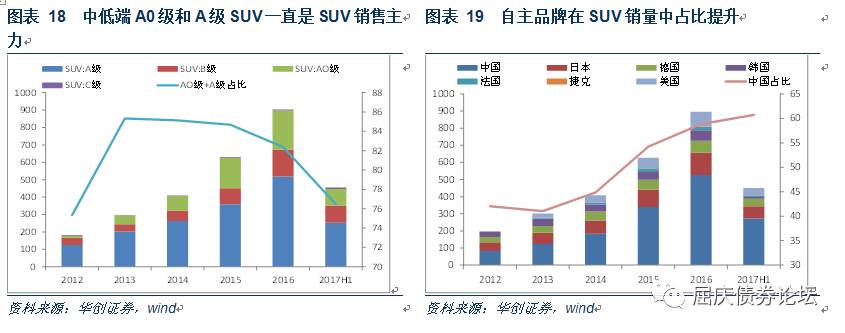 图表 18 中低端 A0 级和 A 级 SUV 一直是 SUV 销售主力
SUV:A级 SUV:B级 SUV:AO级
SUV:C级 AO级+A级占比
1000 88
900 86
800 84
700 82
600 80
500 78
400 76
300 74
200 72
100 70
0
2012 2013 2014 2015 2016 2017H1
资料来源：华创证券，wind
图表 19 自主品牌在 SUV 销量中占比提升
中国 日本 德国 韩国
法国 捷克 美国 中国占比
1000 65
900 60
800 55
700 50
600 45
500 40
400 35
300 30
200
100
0
2012 2013 2014 2015 2016 2017H1
资料来源：华创证券，wind
屈庆债券论坛